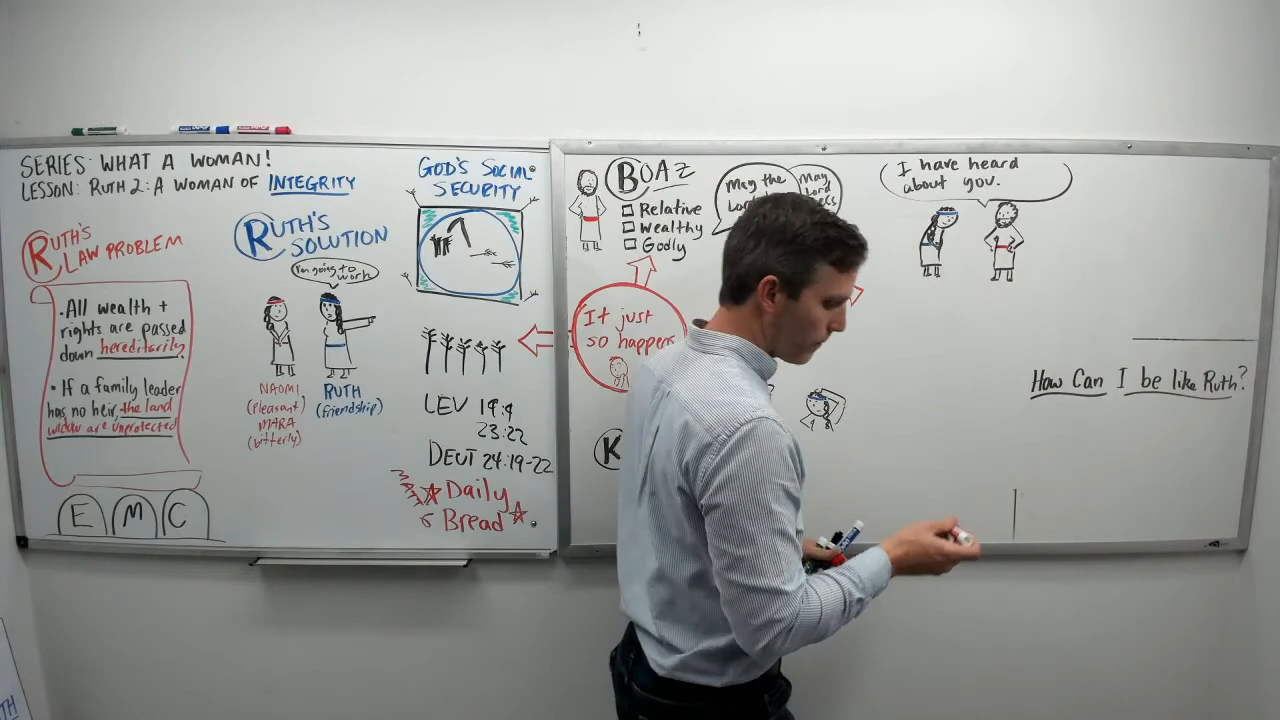 SERIES: WHAT A WOMAN!
LESSON: RUTH 2: A WOMAN OF INTEGRITY
RUTH'S
LAW PROBLEM
• All wealth +
rights are passed
down hereditarily.
• If a family leader
has no heir, the land
widow are unprotected
E M C
RUTH'S
SOLUTION
I'm going to
work
NAOMI
(pleasant)
MARA
(bitterly)
RUTH
(friendship)
GOD'S SOCIAL
SECURITY
LEV 19:9
23:22
DEUT 24:19-22
Daily
Bread
BOAZ
Relative
Wealthy
Godly
May the
Lord
May
Lord
It just
so happens
K
I have heard
about you.
How Can I be like Ruth?
TH